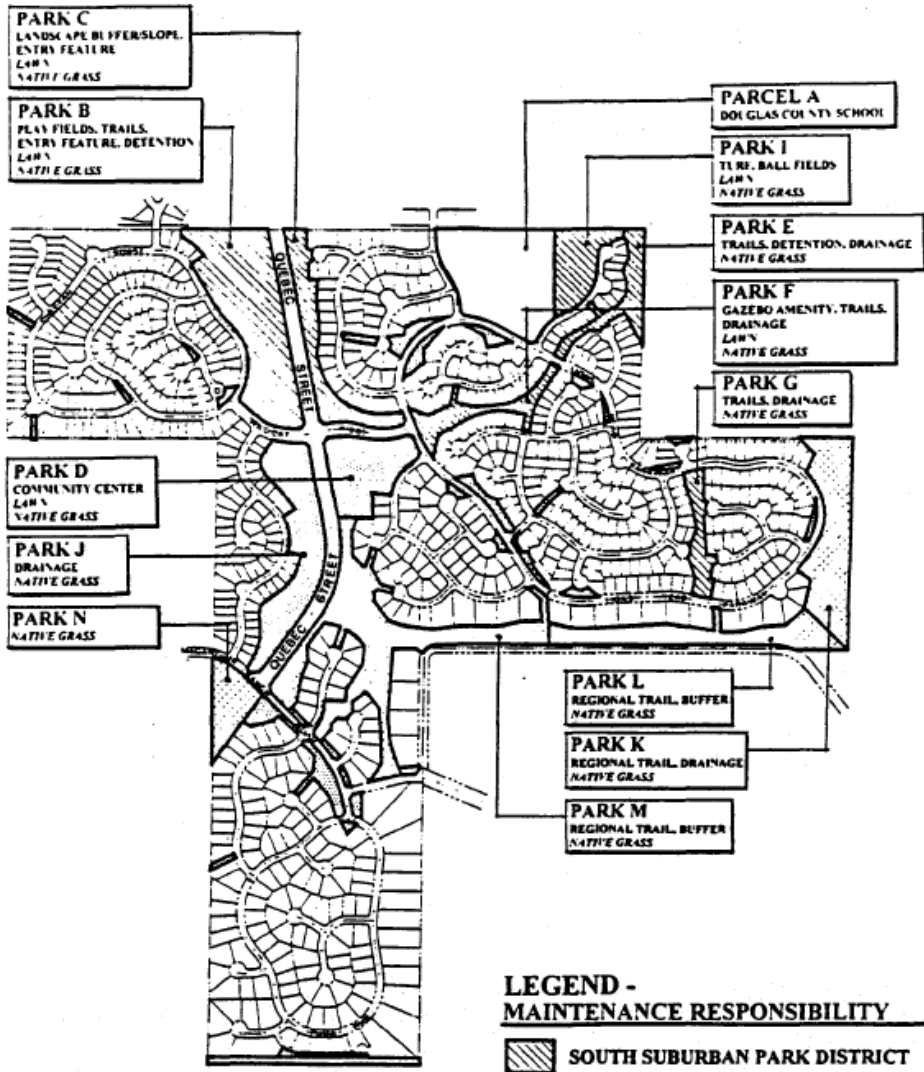 PARK C
LANDSCAPE BUFFER/SLOPE,
ENTRY FEATURE
LAWN
NATIVE GRASS
PARK B
PLAY FIELDS, TRAILS,
ENTRY FEATURE, DETENTION
LAWN
NATIVE GRASS
PARCEL A
DOUGLAS COUNTY SCHOOL
PARK I
TURF, BALL FIELDS
LAWN
NATIVE GRASS
PARK E
TRAILS, DETENTION, DRAINAGE
NATIVE GRASS
PARK F
GAZEBO AMENITY, TRAILS,
DRAINAGE
LAWN
NATIVE GRASS
PARK G
TRAILS, DRAINAGE
NATIVE GRASS
QUEBEC
STREET
PARK D
COMMUNITY CENTER
LAWN
NATIVE GRASS
PARK J
DRAINAGE
NATIVE GRASS
PARK N
NATIVE GRASS
QUEBEC - STREET
PARK L
REGIONAL TRAIL, BUFFER
NATIVE GRASS
PARK K
REGIONAL TRAIL, DRAINAGE
NATIVE GRASS
PARK M
REGIONAL TRAIL, BUFFER
NATIVE GRASS
LEGEND -
MAINTENANCE RESPONSIBILITY
SOUTH SUBURBAN PARK DISTRICT